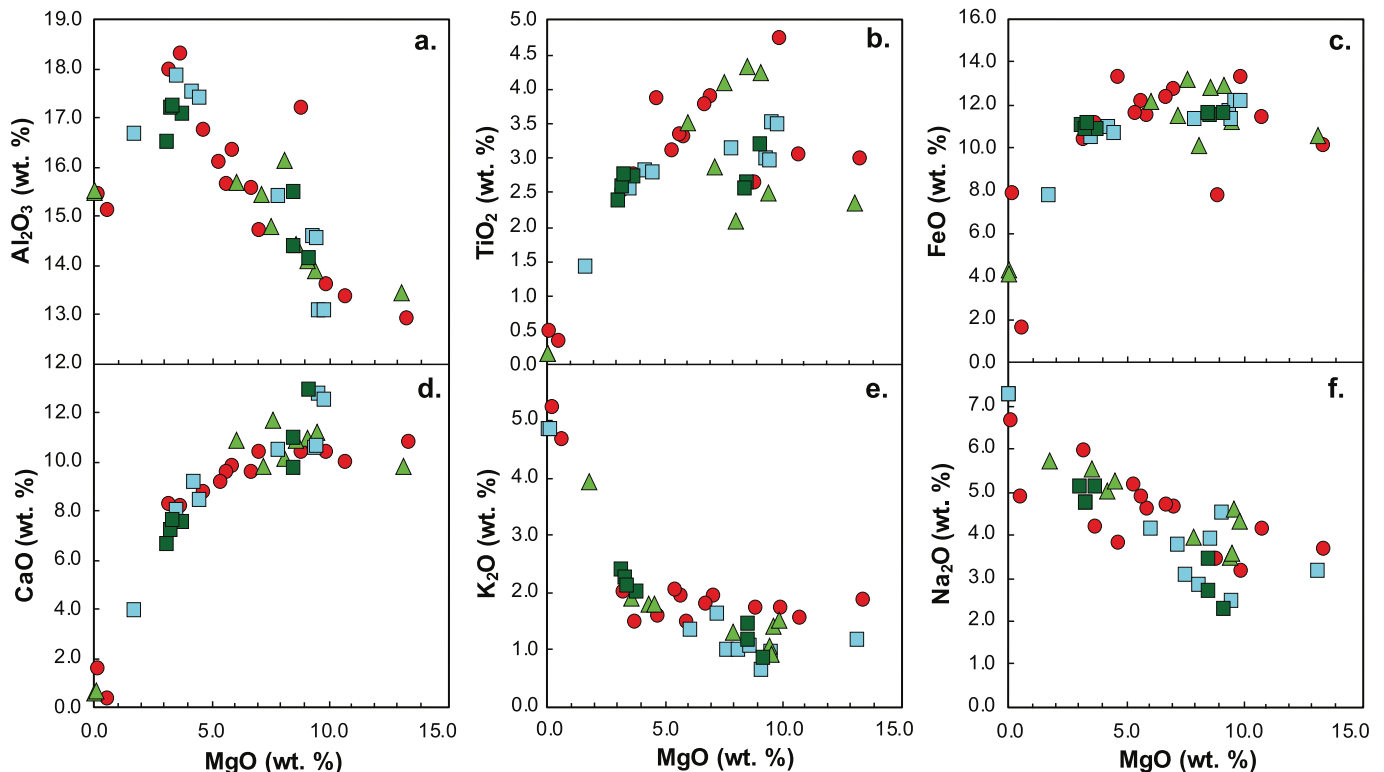 a.
19.0
18.0
17.0
16.0
15.0
14.0
13.0
12.0
Al₂O₃ (wt. %)
b.
5.0
4.5
4.0
3.5
3.0
2.5
2.0
1.5
1.0
0.5
0.0
TiO₂ (wt. %)
c.
16.0
14.0
12.0
10.0
8.0
6.0
4.0
2.0
0.0
FeO (wt. %)
d.
12.0
10.0
8.0
6.0
4.0
2.0
0.0
CaO (wt. %)
0.0 5.0 10.0 15.0
MgO (wt. %)
e.
5.0
4.0
3.0
2.0
1.0
0.0
K₂O (wt. %)
0.0 5.0 10.0 15.0
MgO (wt. %)
f.
7.0
6.0
5.0
4.0
3.0
2.0
1.0
0.0
Na₂O (wt. %)
0.0 5.0 10.0 15.0
MgO (wt. %)